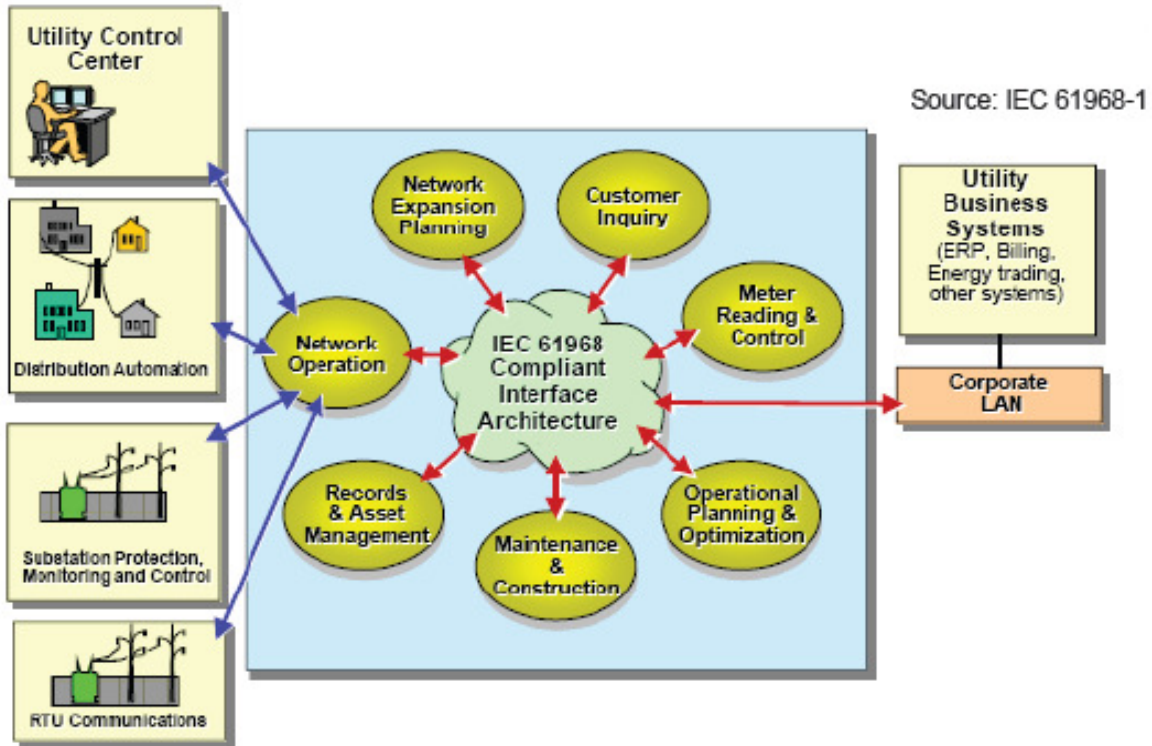 Utility Control
Center
Source: IEC 61968-1
Distribution Automation
Substation Protection,
Monitoring and Control
RTU Communications
Network
Operation
Network
Expansion
Planning
Customer
Inquiry
Meter
Reading &
Control
IEC 61968
Compliant
Interface
Architecture
Records
& Asset
Management
Maintenance
&
Construction
Operational
Planning &
Optimization
Utility
Business
Systems
(ERP, Billing,
Energy trading,
other systems)
Corporate
LAN